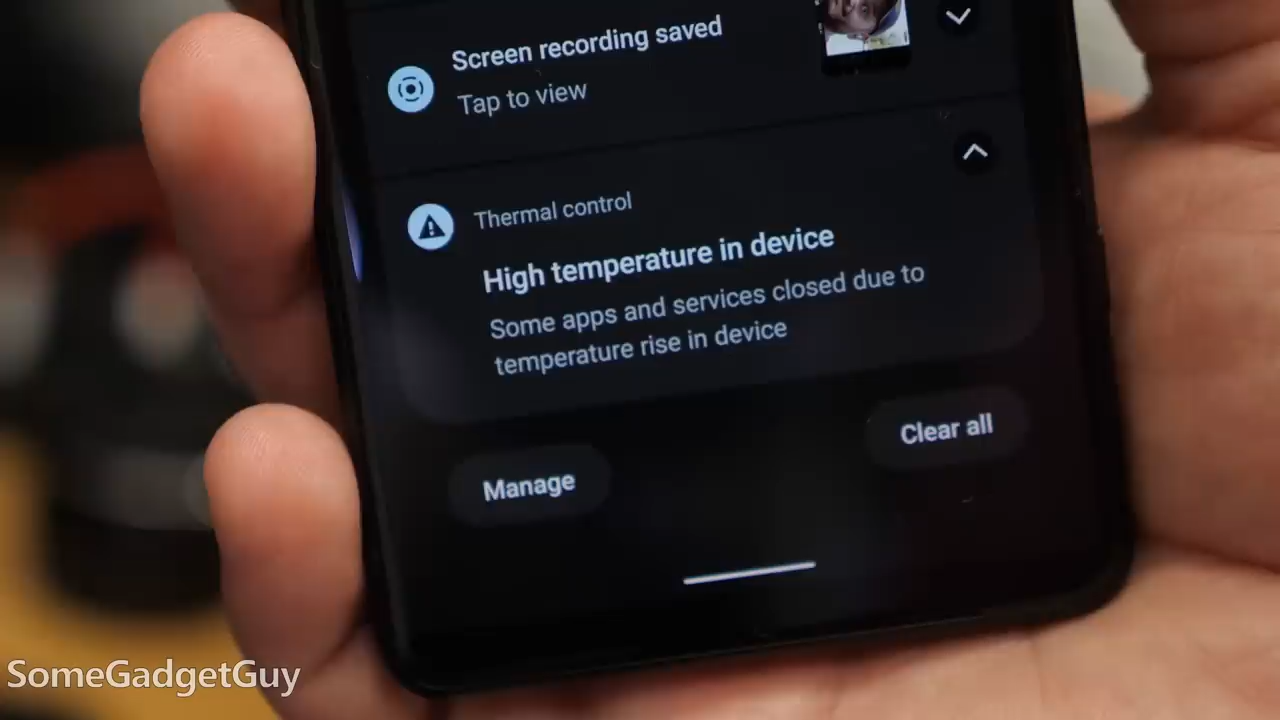 Screen recording saved
Tap to view
Thermal control
High temperature in device
Some apps and services closed due to
temperature rise in device
Clear all
Manage
SomeGadgetGuy